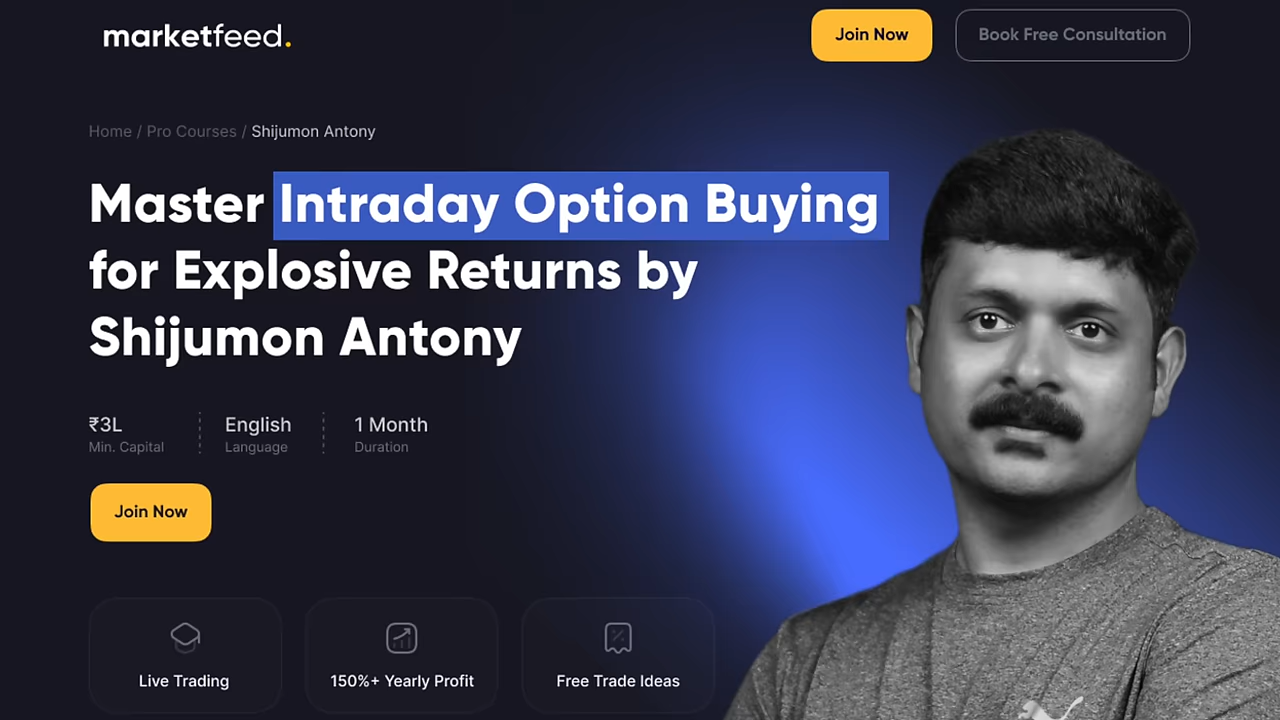 marketfeed.
Join Now
Book Free Consultation
Home / Pro Courses / Shijumon Antony
Master Intraday Option Buying
for Explosive Returns by
Shijumon Antony
₹3L
Min. Capital
English
Language
1 Month
Duration
Join Now
Live Trading
150%+ Yearly Profit
Free Trade Ideas